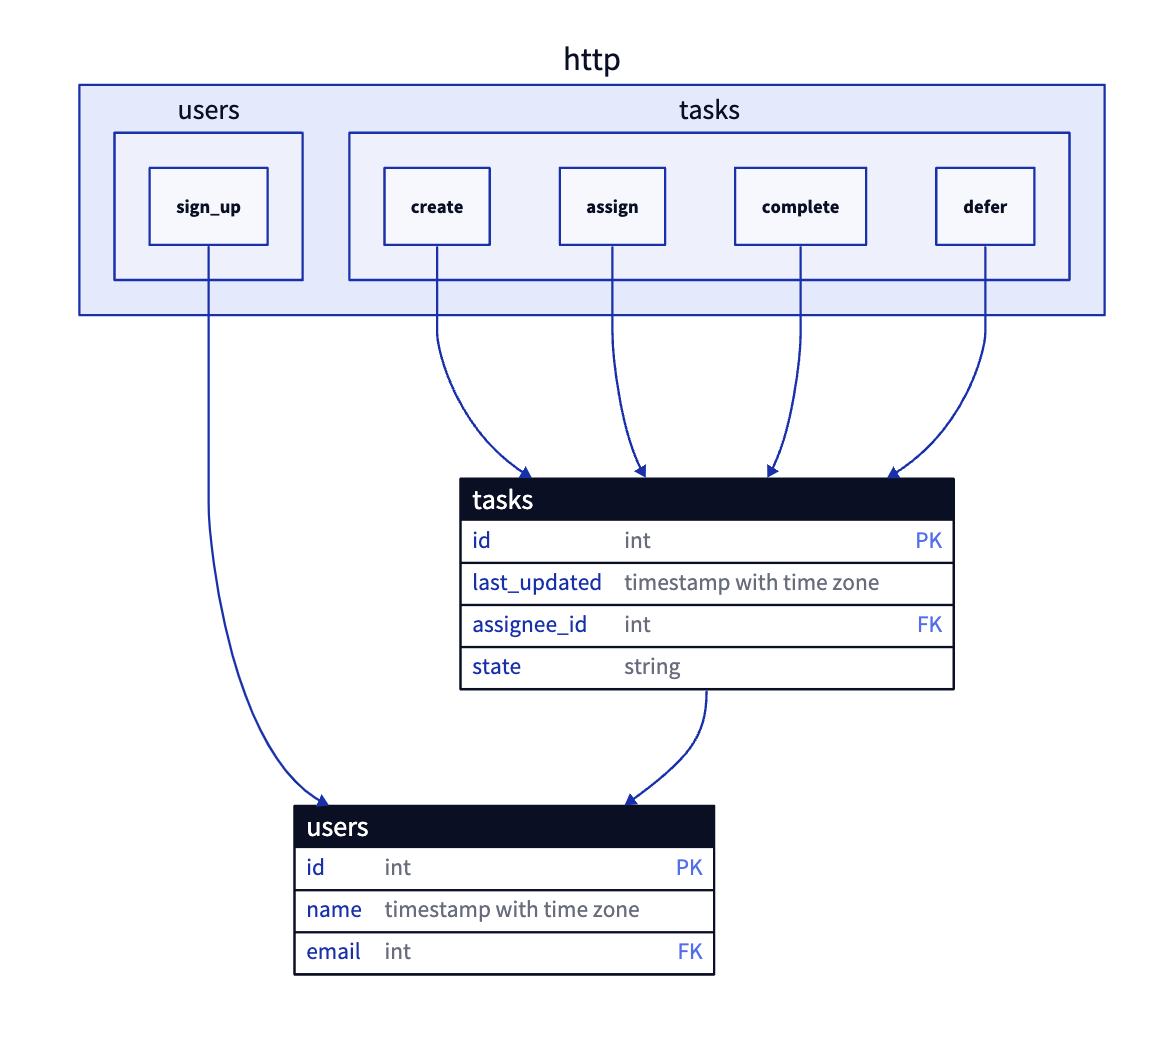 http
users
tasks
sign_up
create
assign
complete
defer
tasks
id int PK
last_updated timestamp with time zone
assignee_id int FK
state string
users
id int PK
name timestamp with time zone
email int FK